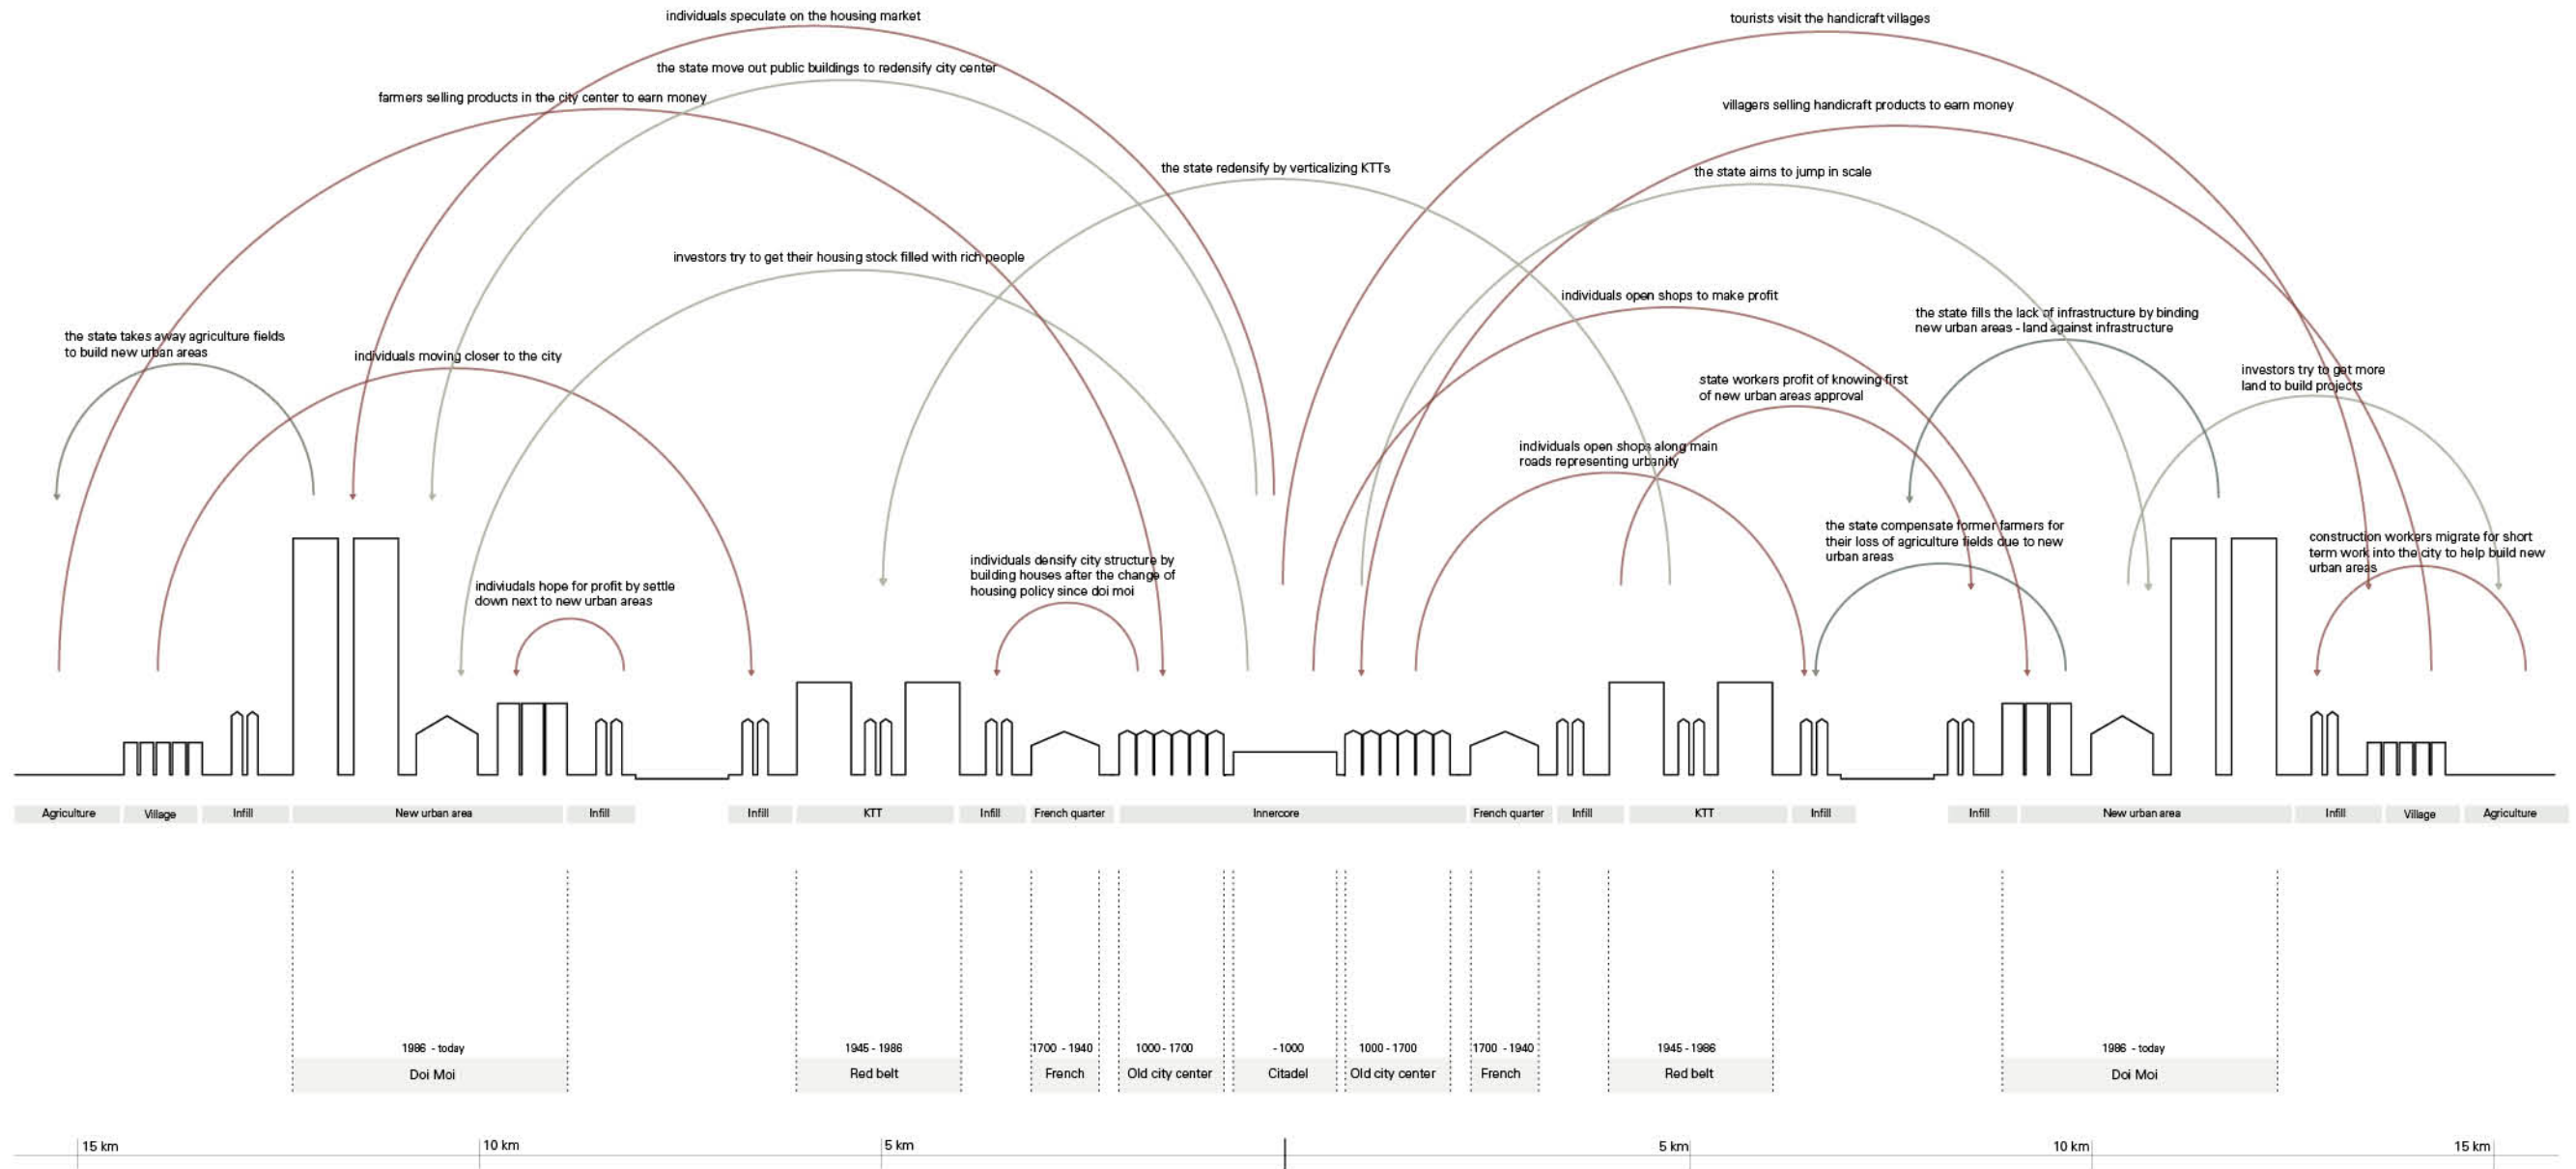 individuals speculate on the housing market
tourists visit the handicraft villages
the state move out public buildings to redensify city center
farmers selling products in the city center to earn money
villagers selling handicraft products to earn money
the state redensify by verticalizing KTTs
the state aims to jump in scale
investors try to get their housing stock filled with rich people
individuals open shops to make profit
the state fills the lack of infrastructure by binding
new urban areas - land against infrastructure
the state takes away agriculture fields
to build new urban areas
individuals moving closer to the city
investors try to get more
land to build projects
state workers profit of knowing first
of new urban areas approval
individuals open shops along main
roads representing urbanity
the state compensate former farmers for
their loss of agriculture fields due to new
urban areas
construction workers migrate for short
term work into the city to help build new
urban areas
individuals densify city structure by
building houses after the change of
housing policy since doi moi
indiviudals hope for profit by settle
down next to new urban areas
Agriculture
Village
Infill
New urban area
Infill
Infill
KTT
Infill
French quarter
Innercore
French quarter
Infill
KTT
Infill
Infill
New urban area
Infill
Village
Agriculture
1986 - today
1945 - 1986
1700 - 1940
1000 - 1700
- 1000
1000 - 1700
1700 - 1940
1945 - 1986
1986 - today
Doi Moi
Red belt
French
Old city center
Citadel
Old city center
French
Red belt
Doi Moi
15 km
10 km
5 km
5 km
10 km
15 km